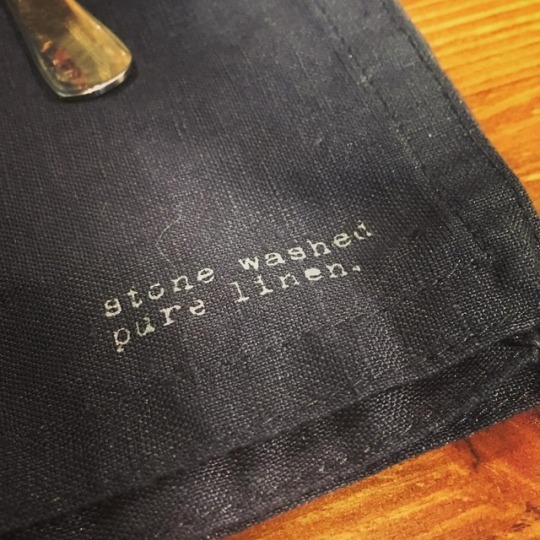 stone washed
pure linen.